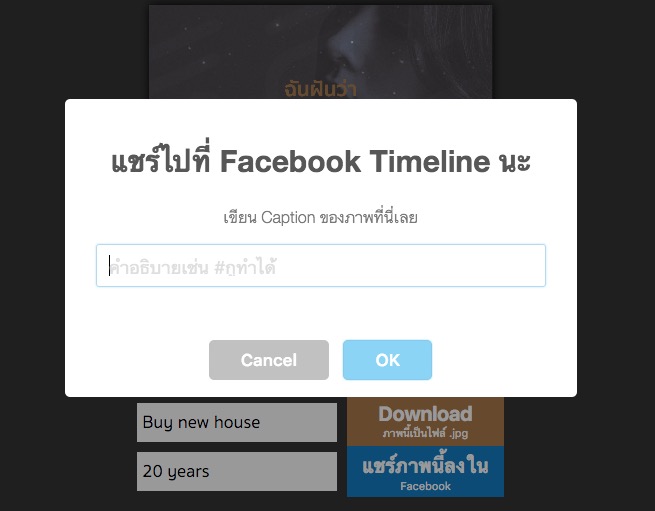 ฉันฝันว่า
แชร์ไปที่ Facebook Timeline นะ
เขียน Caption ของภาพที่นี่เลย
คำอธิบายเช่น #กูทำได้
Cancel
OK
Buy new house
20 years
Download
ภาพนี้เป็นไฟล์ .jpg
แชร์ภาพนี้ลงใน
Facebook